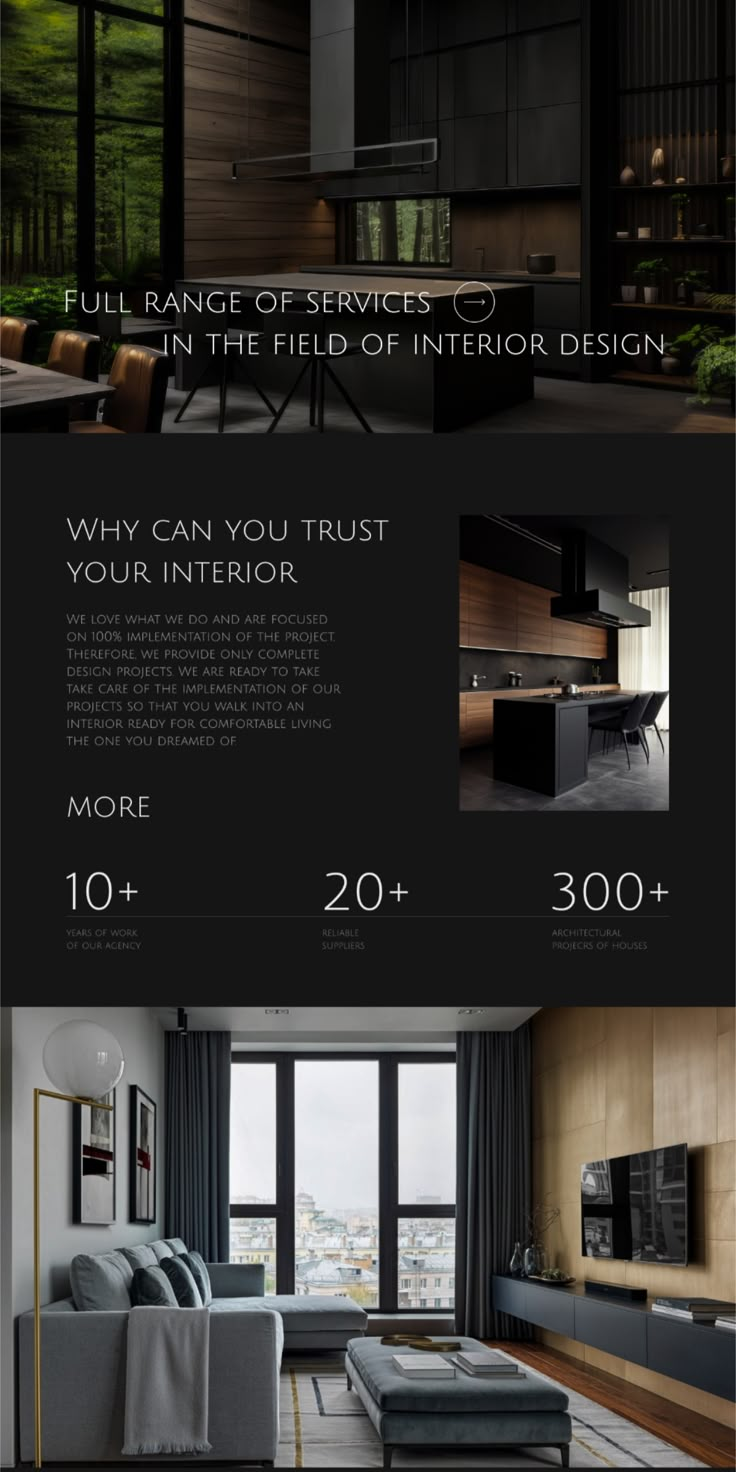 Full range of services
in the field of interior design
Why can you trust
your interior
We love what we do and are focused
on 100% implementation of the project.
Therefore, we provide only complete
design projects. We are ready to take
take care of the implementation of our
projects so that you walk into an
interior ready for comfortable living
the one you dreamed of
more
10+
20+
300+
years of work
of our agency
reliable
suppliers
architectural
projecrs of houses